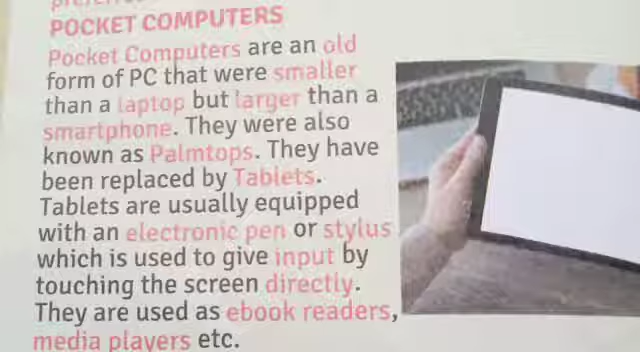 POCKET COMPUTERS
Pocket Computers are an old
form of PC that were smaller
than a laptop but larger than a
smartphone. They were also
known as Palmtops. They have
been replaced by Tablets.
Tablets are usually equipped
with an electronic pen or stylus
which is used to give input by
touching the screen directly.
They are used as ebook readers,
media players etc.